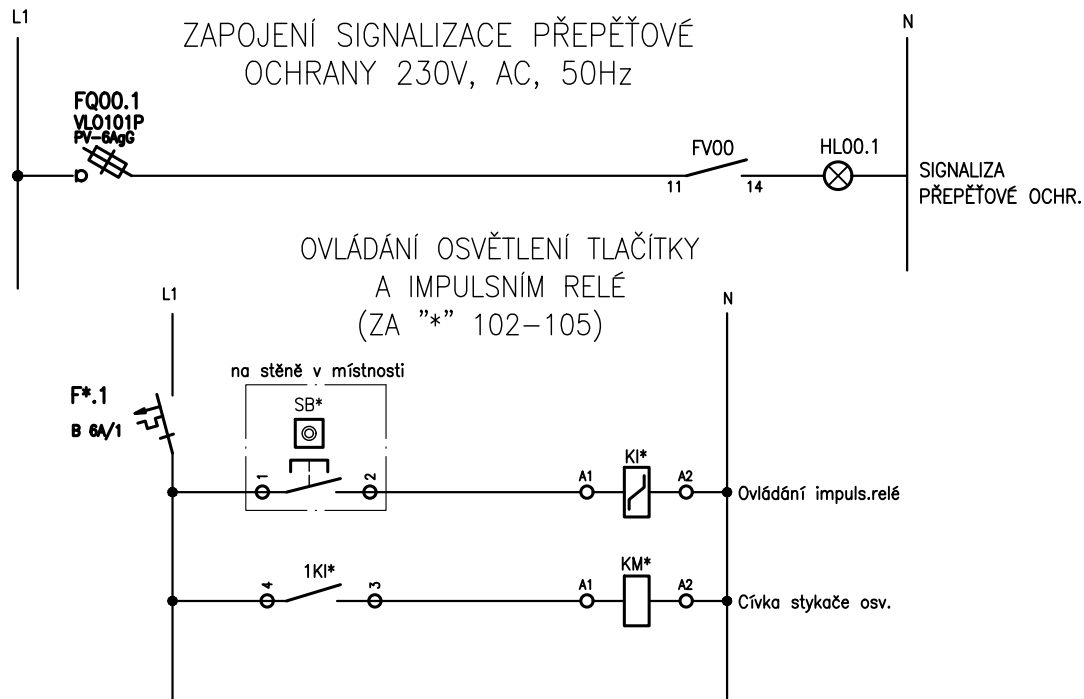 L1
N
ZAPOJENÍ SIGNALIZACE PŘEPĚŤOVÉ
OCHRANY 230V, AC, 50Hz
FQ00.1
VL0101P
PV-6AgG
FV00
HL00.1
11
14
SIGNALIZA
PŘEPĚŤOVÉ OCHR.
OVLÁDÁNÍ OSVĚTLENÍ TLAČÍTKY
A IMPULSNÍM RELÉ
(ZA "*" 102-105)
L1
N
na stěně v místnosti
F*.1
B 6A/1
SB*
1
2
A1
KI*
A2
Ovládání impuls.relé
4
1KI*
3
A1
KM*
A2
Cívka stykače osv.